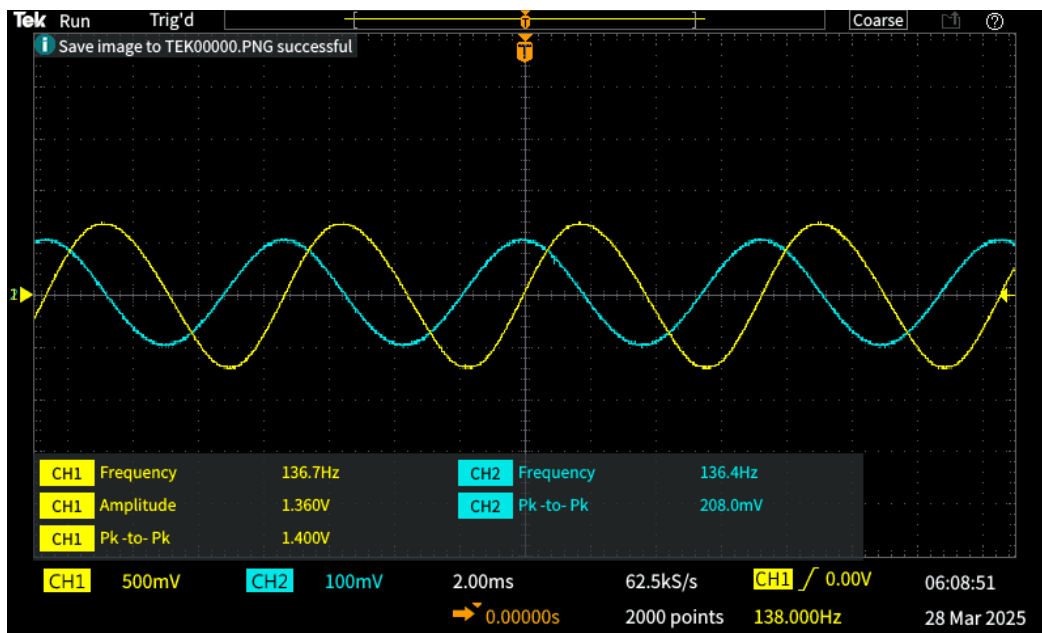 Tek Run Trig'd T Coarse
i Save image to TEK00000.PNG successful
T
CH1 Frequency 136.7Hz CH2 Frequency 136.4Hz
CH1 Amplitude 1.360V CH2 Pk-to-Pk 208.0mV
CH1 Pk-to-Pk 1.400V
CH1 500mV CH2 100mV 2.00ms 62.5kS/s CH1 0.00V 06:08:51
0.00000s 2000 points 138.000Hz 28 Mar 2025